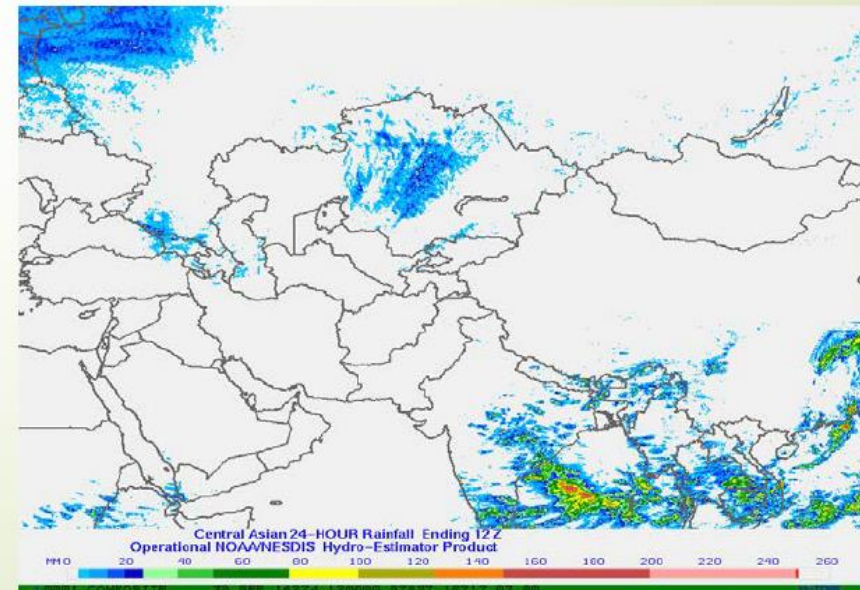 Central Asian 24-HOUR Rainfall Ending 12Z
Operational NOAA/NESDIS Hydro-Estimator Product
MM 0 20 40 60 80 100 120 140 160 180 200 220 240 260